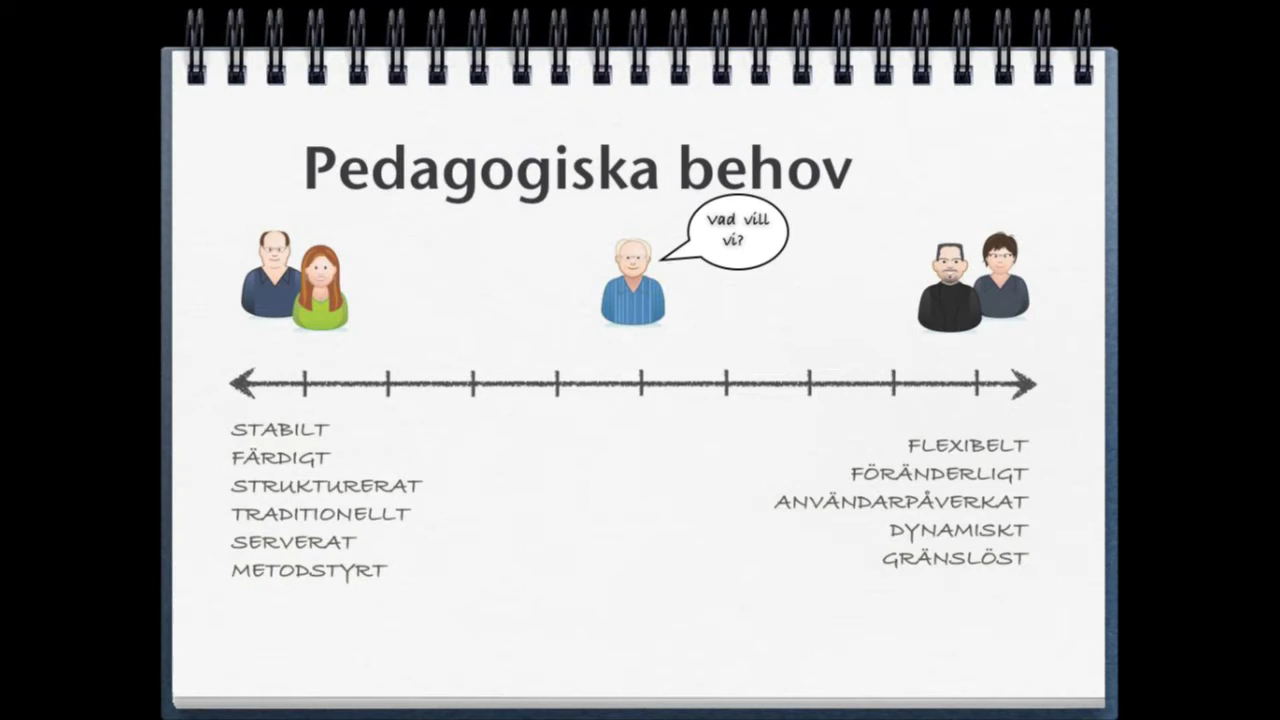 Pedagogiska behov
Vad vill
vi?
STABILT
FÄRDIGT
STRUKTURERAT
TRADITIONELLT
SERVERAT
METODSTYRT
FLEXIBELT
FÖRÄNDERLIGT
ANVÄNDARPÅVERKAT
DYNAMISKT
GRÄNSLÖST